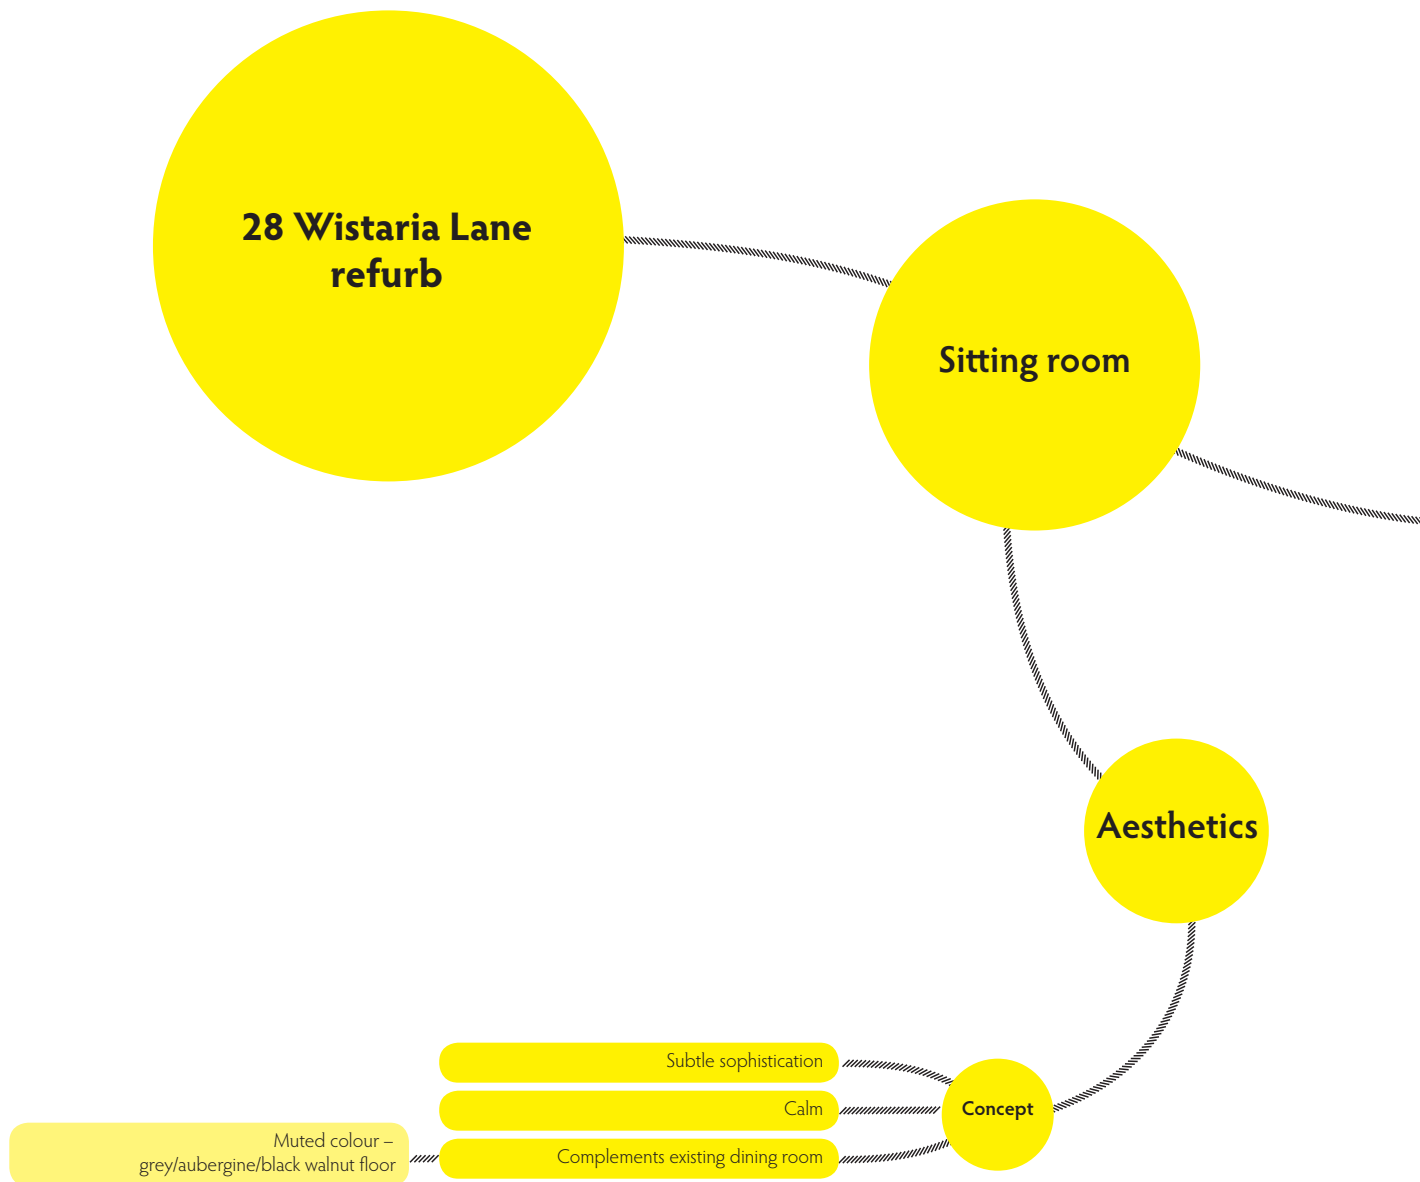 28 Wistaria Lane
refurb
Sitting room
Aesthetics
Concept
Subtle sophistication
Calm
Complements existing dining room
Muted colour –
grey/aubergine/black walnut floor